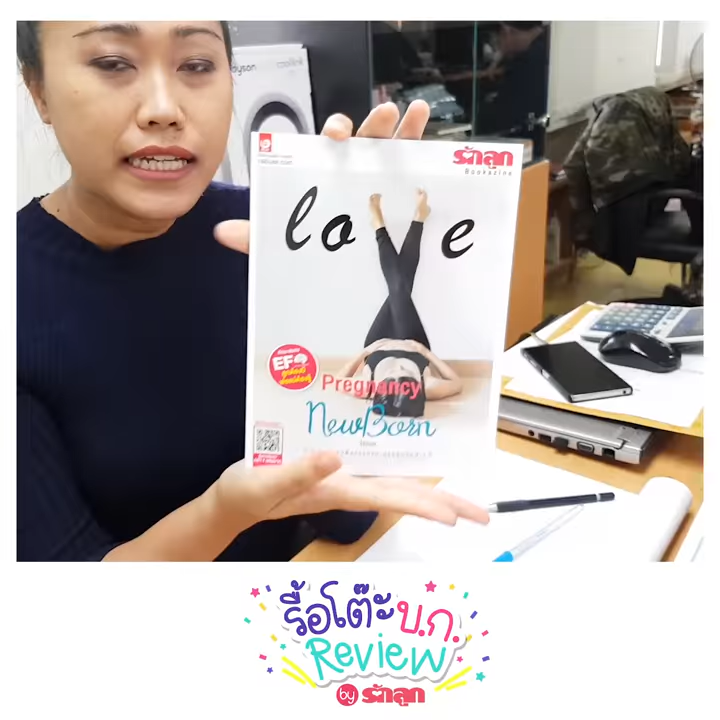 dyson
รักลูก
Bookazine
love
EF
Pregnancy
NewBorn
รื้อโต๊ะบ.ก.
Review
by รักลูก